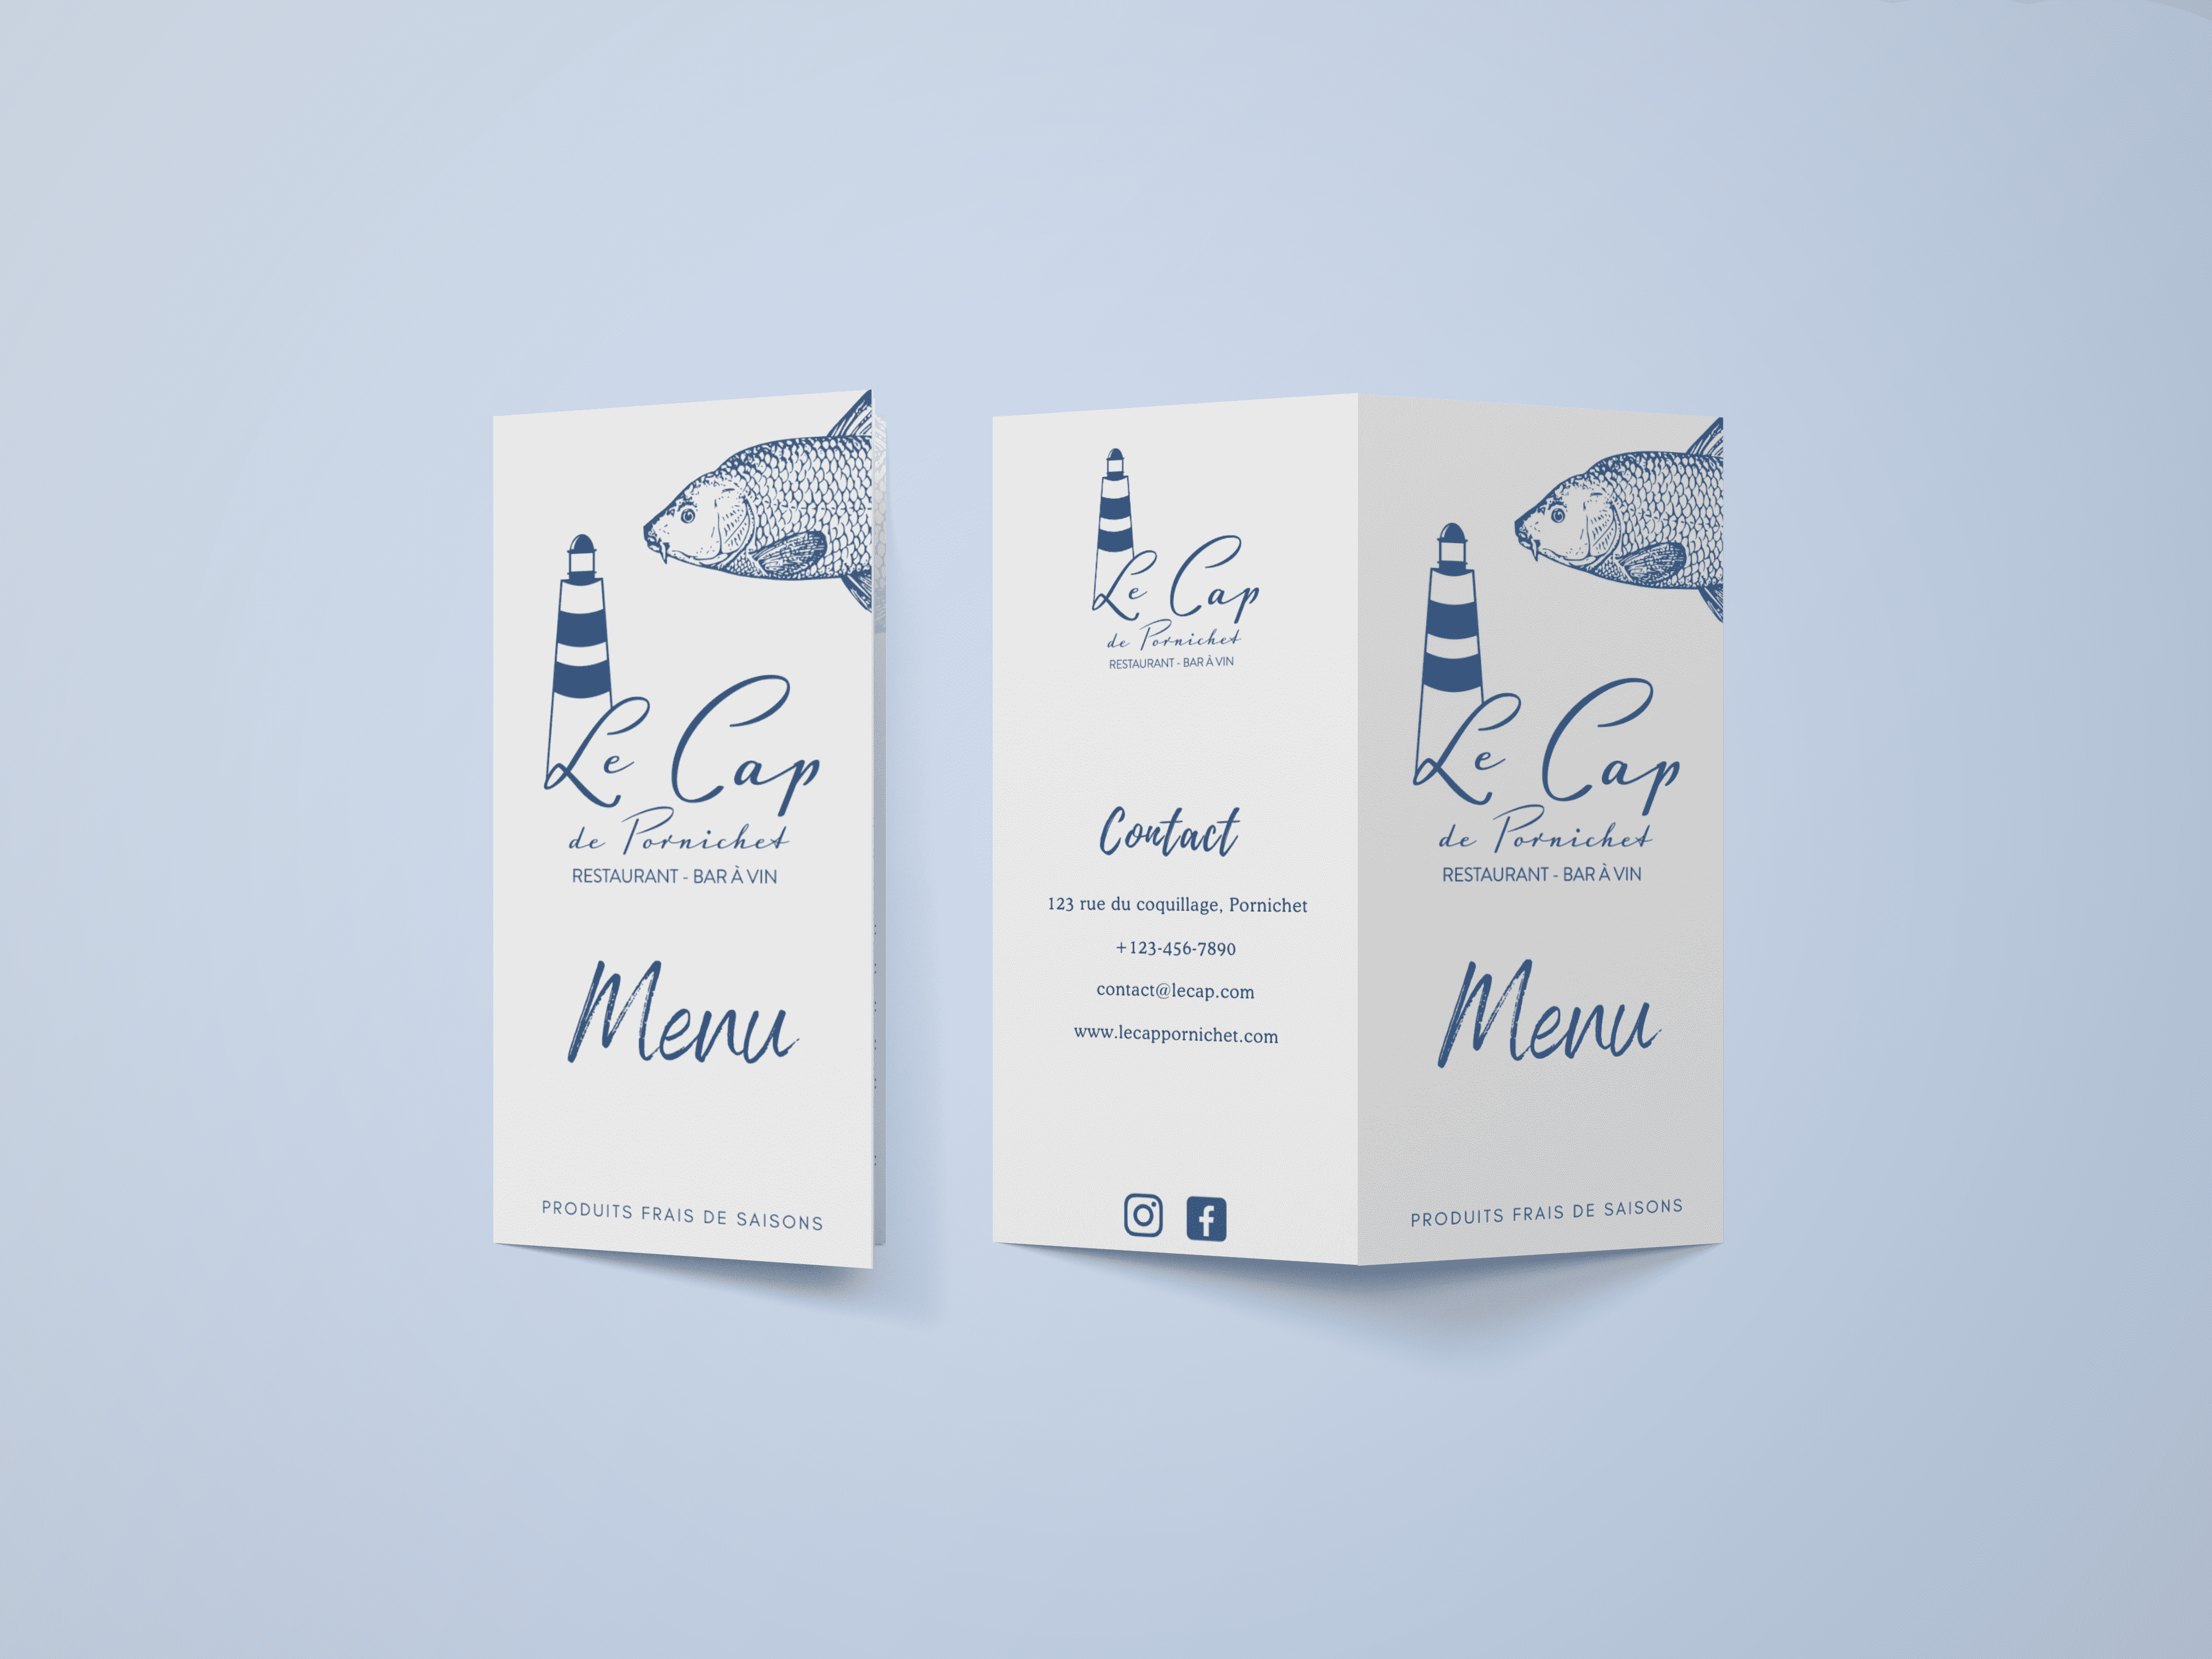 Le Cap
de Pornichet
RESTAURANT - BAR À VIN
Menu
PRODUITS FRAIS DE SAISONS
Le Cap
de Pornichet
RESTAURANT - BAR À VIN
Contact
123 rue du coquillage, Pornichet
+123-456-7890
contact@lecap.com
www.lecappornichet.com
Le Cap
de Pornichet
RESTAURANT - BAR À VIN
Menu
PRODUITS FRAIS DE SAISONS